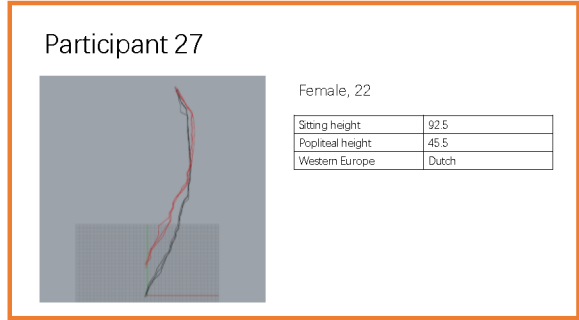 Participant 27
Female, 22
Sitting height 92.5
Popliteal height 45.5
Western Europe Dutch